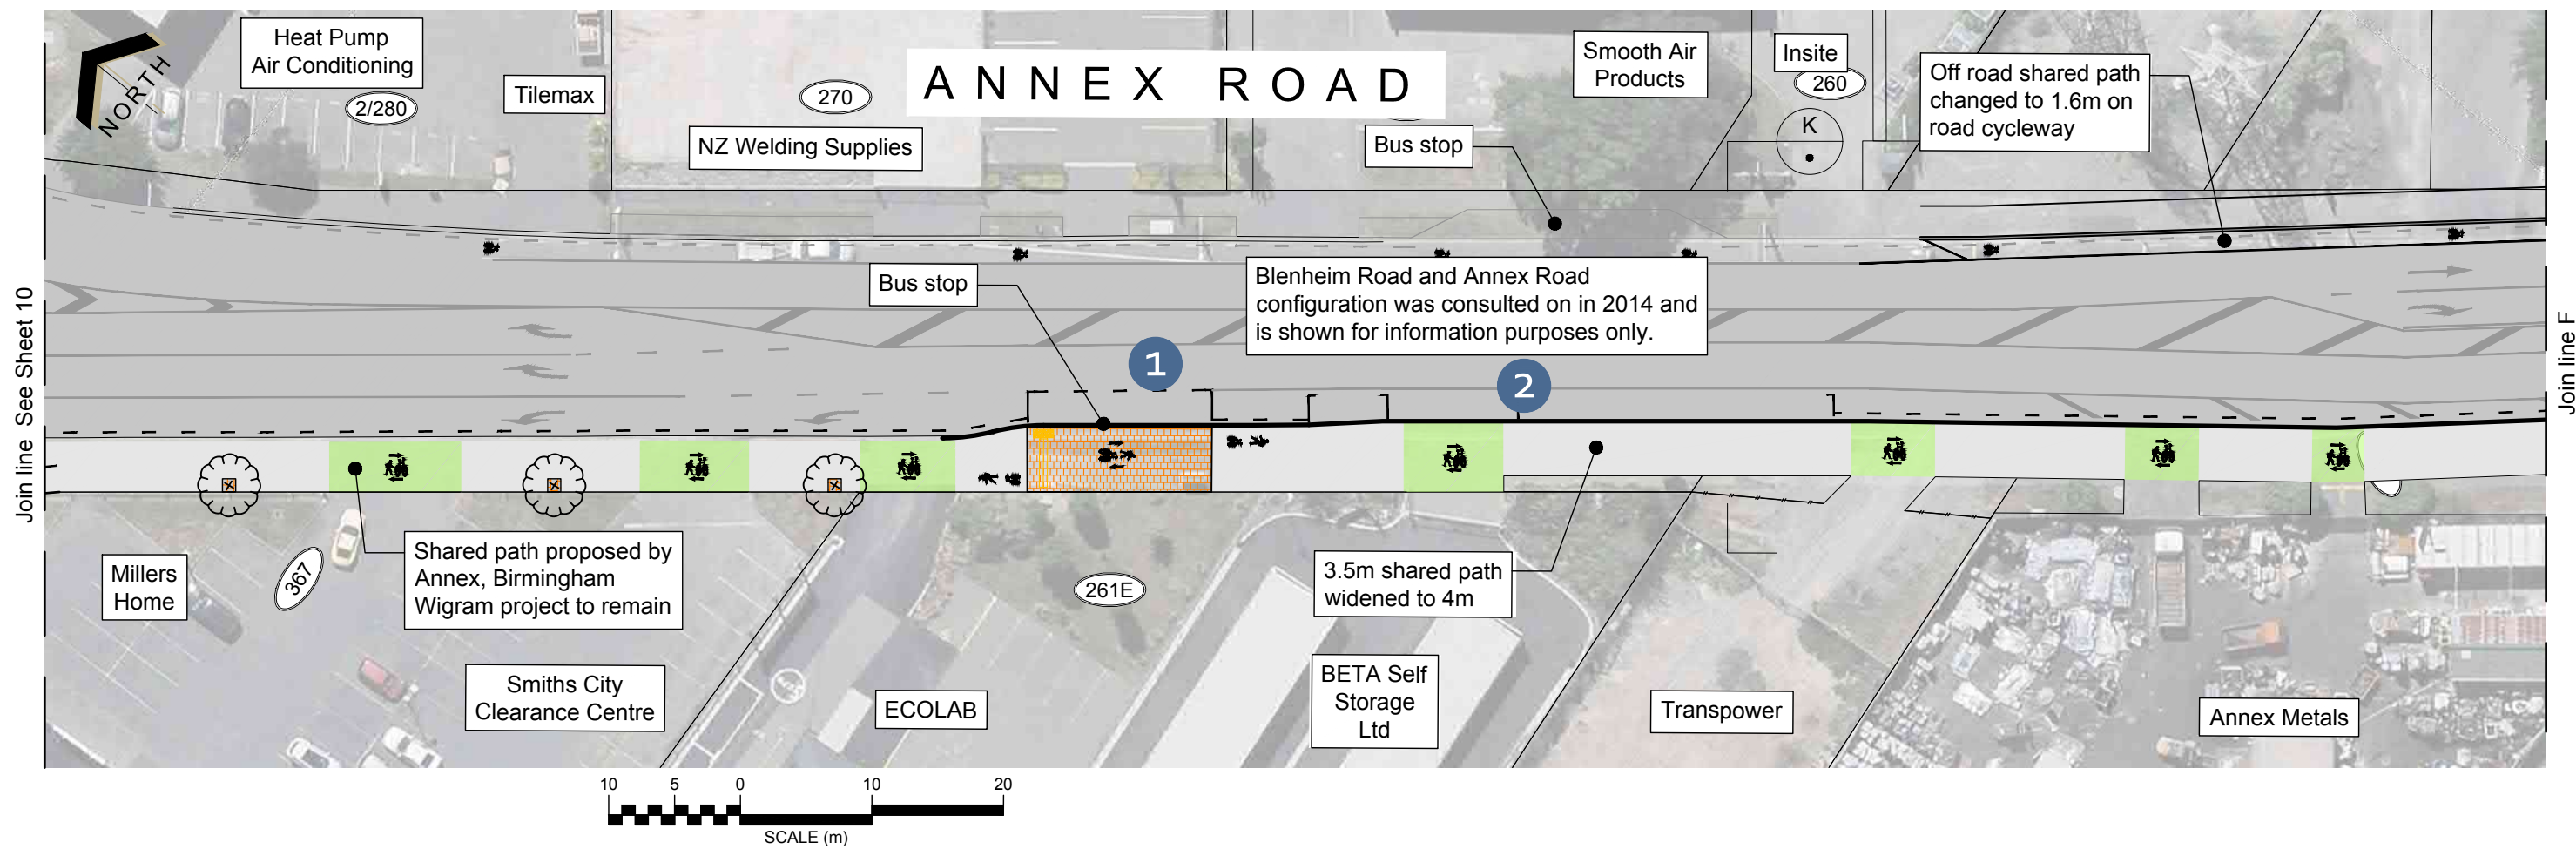 Heat Pump
Air Conditioning
2/280
NORTH
Tilemax
270
NZ Welding Supplies
ANNEX ROAD
Bus stop
Smooth Air
Products
Insite
260
K
Off road shared path
changed to 1.6m on
road cycleway
Bus stop
Blenheim Road and Annex Road
configuration was consulted on in 2014 and
is shown for information purposes only.
1
2
Join line See Sheet 10
Join line F
Millers
Home
367
Shared path proposed by
Annex, Birmingham
Wigram project to remain
Smiths City
Clearance Centre
ECOLAB
261E
3.5m shared path
widened to 4m
BETA Self
Storage
Ltd
Transpower
Annex Metals
10 5 0 10 20
SCALE (m)